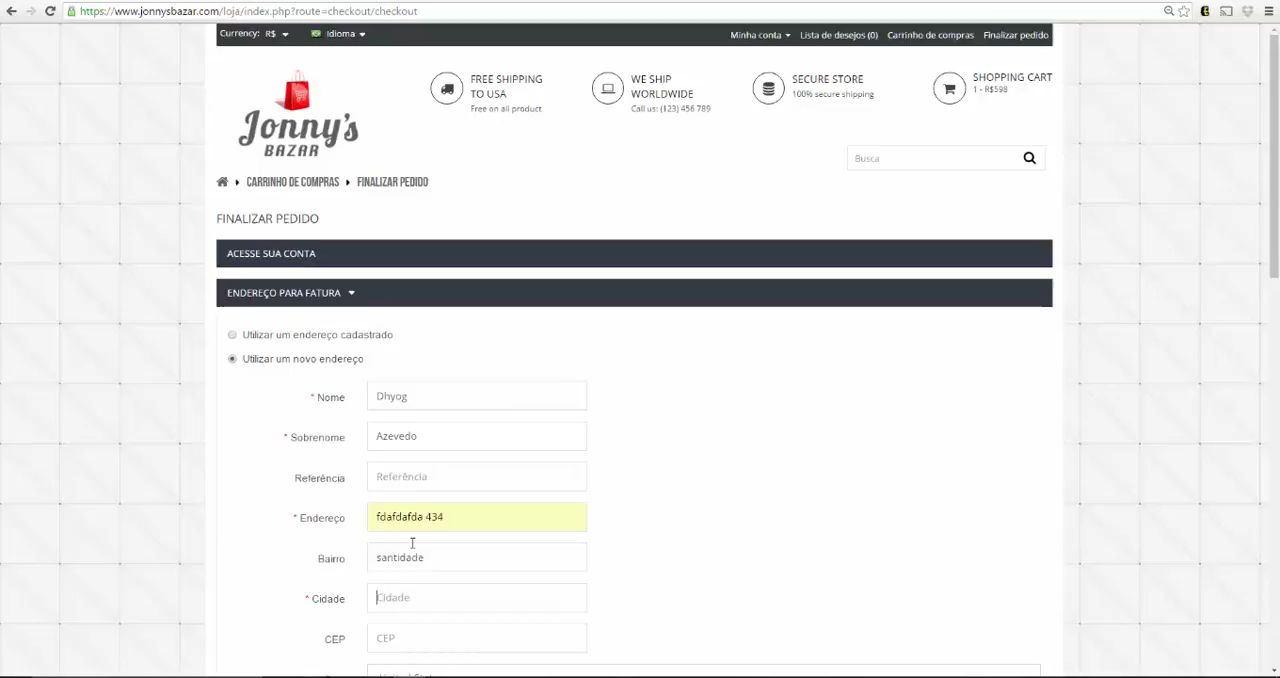 https://www.jonnysbazar.com/loja/index.php?route=checkout/checkout
Currency: R$ Idioma Minha conta Lista de desejos (0) Carrinho de compras Finalizar pedido
FREE SHIPPING TO USA
Free on all product
WE SHIP WORLDWIDE
Call us: (123) 456 789
SECURE STORE
100% secure shipping
SHOPPING CART
1 - R$598
Jonny's
BAZAR
Busca
CARRINHO DE COMPRAS FINALIZAR PEDIDO
FINALIZAR PEDIDO
ACESSE SUA CONTA
ENDEREÇO PARA FATURA
Utilizar um endereço cadastrado
Utilizar um novo endereço
* Nome Dhyog
* Sobrenome Azevedo
Referência Referência
* Endereço fdafdafda 434
Bairro santidade
* Cidade Cidade
CEP CEP